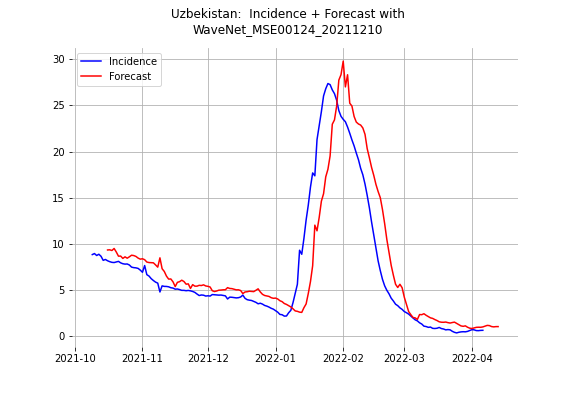 Uzbekistan:  Incidence + Forecast with
WaveNet_MSE00124_20211210
Incidence
Forecast
30
25
20
15
10
5
0
2021-10 2021-11 2021-12 2022-01 2022-02 2022-03 2022-04